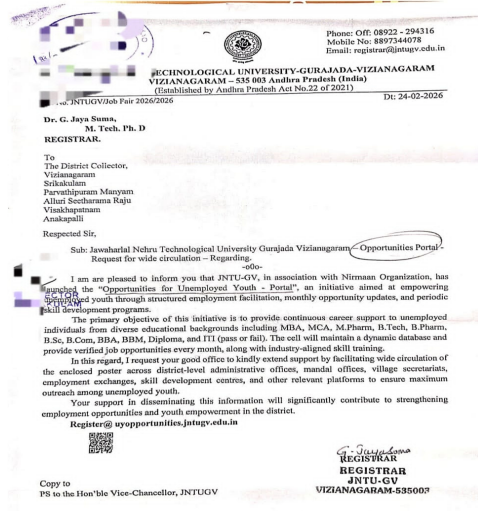 Phone: Off: 08922 - 294316
Mobile No: 8897344078
Email: registrar@jntugv.edu.in
TECHNOLOGICAL UNIVERSITY-GURAJADA-VIZIANAGARAM
VIZIANAGARAM – 535 003 Andhra Pradesh (India)
(Established by Andhra Pradesh Act No.22 of 2021)
No. JNTUGV/Job Fair 2026/2026
Dt: 24-02-2026
Dr. G. Jaya Suma,
M. Tech. Ph. D
REGISTRAR.
To
The District Collector,
Vizianagaram
Srikakulam
Parvathipuram Manyam
Alluri Seetharama Raju
Visakhapatnam
Anakapalli
Respected Sir,
Sub: Jawaharlal Nehru Technological University Gurajada Vizianagaram – Opportunities Portal -
Request for wide circulation – Regarding.
-o0o-
I am pleased to inform you that JNT-GV, in association with Nirmaan Organization, has
launched the "Opportunities for Unemployed Youth - Portal", an initiative aimed at empowering
unemployed youth through structured employment facilitation, monthly opportunity updates, and periodic
skill development programs.
The primary objective of this initiative is to provide continuous career support to unemployed
individuals from diverse educational backgrounds including MBA, MCA, M.Pharm, B.Tech, B.Pharm,
B.Sc, B.Com, BBA, BBM, Diploma, and ITI (pass or fail). The cell will maintain a dynamic database and
provide verified job opportunities every month, along with industry-aligned skill training.
In this regard, I request your good office to kindly extend support by facilitating wide circulation of
the enclosed poster across district-level administrative offices, mandal offices, village secretariats,
employment exchanges, skill development centres, and other relevant platforms to ensure maximum
outreach among unemployed youth.
Your support in disseminating this information will significantly contribute to strengthening
employment opportunities and youth empowerment in the district.
Register@ uyopportunities.jntugv.edu.in
G. Jaya Suma
REGISTRAR
REGISTRAR
JNTU-GV
VIZIANAGARAM-535003
Copy to
PS to the Hon'ble Vice-Chancellor, JNTUGV